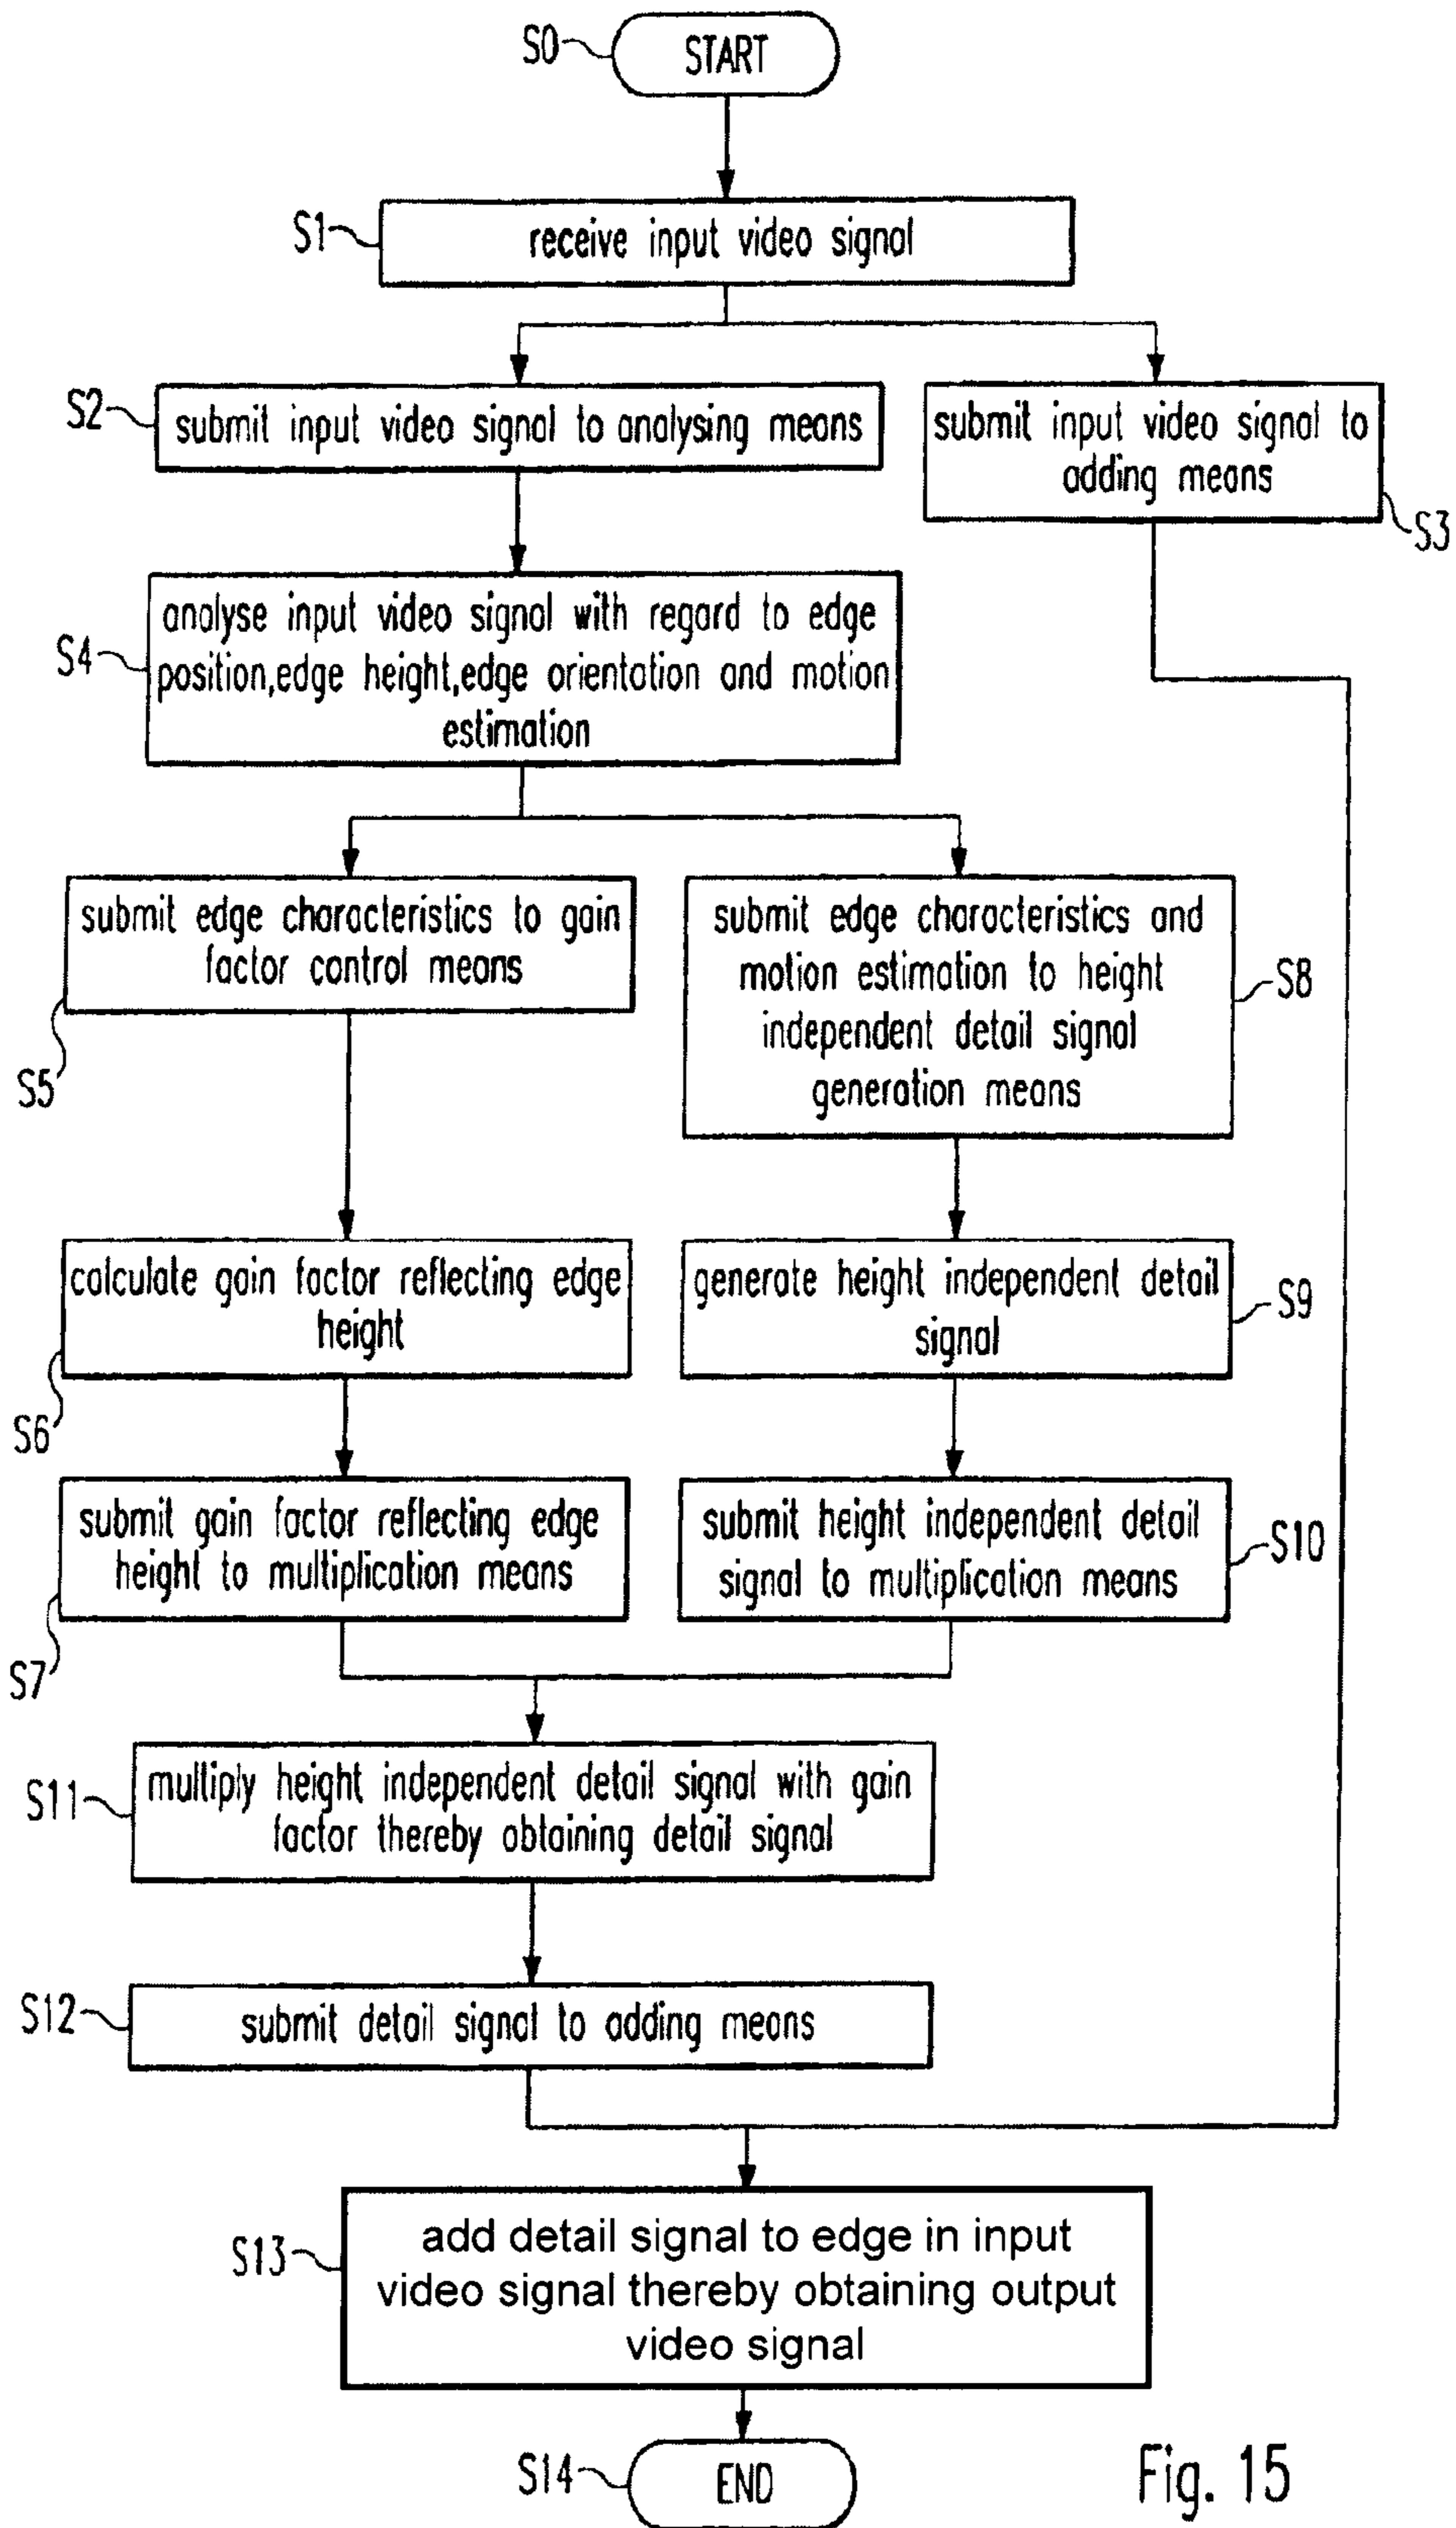 S0
START
S1
receive input video signal
S2
submit input video signal to analysing means
submit input video signal to
adding means
S3
S4
analyse input video signal with regard to edge
position,edge height,edge orientation and motion
estimation
submit edge characteristics to gain
factor control means
S5
submit edge characteristics and
motion estimation to height
independent detail signal
generation means
S8
calculate gain factor reflecting edge
height
S6
generate height independent detail
signal
S9
submit gain factor reflecting edge
height to multiplication means
S7
submit height independent detail
signal to multiplication means
S10
S11
multiply height independent detail signal with gain
factor thereby obtaining detail signal
S12
submit detail signal to adding means
S13
add detail signal to edge in input
video signal thereby obtaining output
video signal
S14
END
Fig. 15